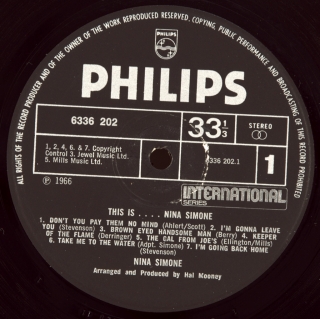 ALL RIGHTS OF THE RECORD PRODUCER AND OF THE OWNER OF THE WORK REPRODUCED RESERVED. COPYING, PUBLIC PERFORMANCE AND BROADCASTING OF THIS RECORD PROHIBITED
PHILIPS
PHILIPS
6336 202
33 1/3
STEREO
1, 2, 4, 6. & 7. Copyright
Control 3. Jewel Music Ltd.
5. Mills Music Ltd.
336 202.1
1
Ⓟ 1966
INTERNATIONAL
SERIES
THIS IS . . . . NINA SIMONE
1. DON'T YOU PAY THEM NO MIND (Ahlert/Scott) 2. I'M GONNA LEAVE
YOU (Stevenson) 3. BROWN EYED HANDSOME MAN (Berry) 4. KEEPER
OF THE FLAME (Derringer) 5. THE GAL FROM JOE'S (Ellington/Mills)
6. TAKE ME TO THE WATER (Adpt. Simone) 7. I'M GOING BACK HOME
(Stevenson)
NINA SIMONE
Arranged and Produced by Hal Mooney